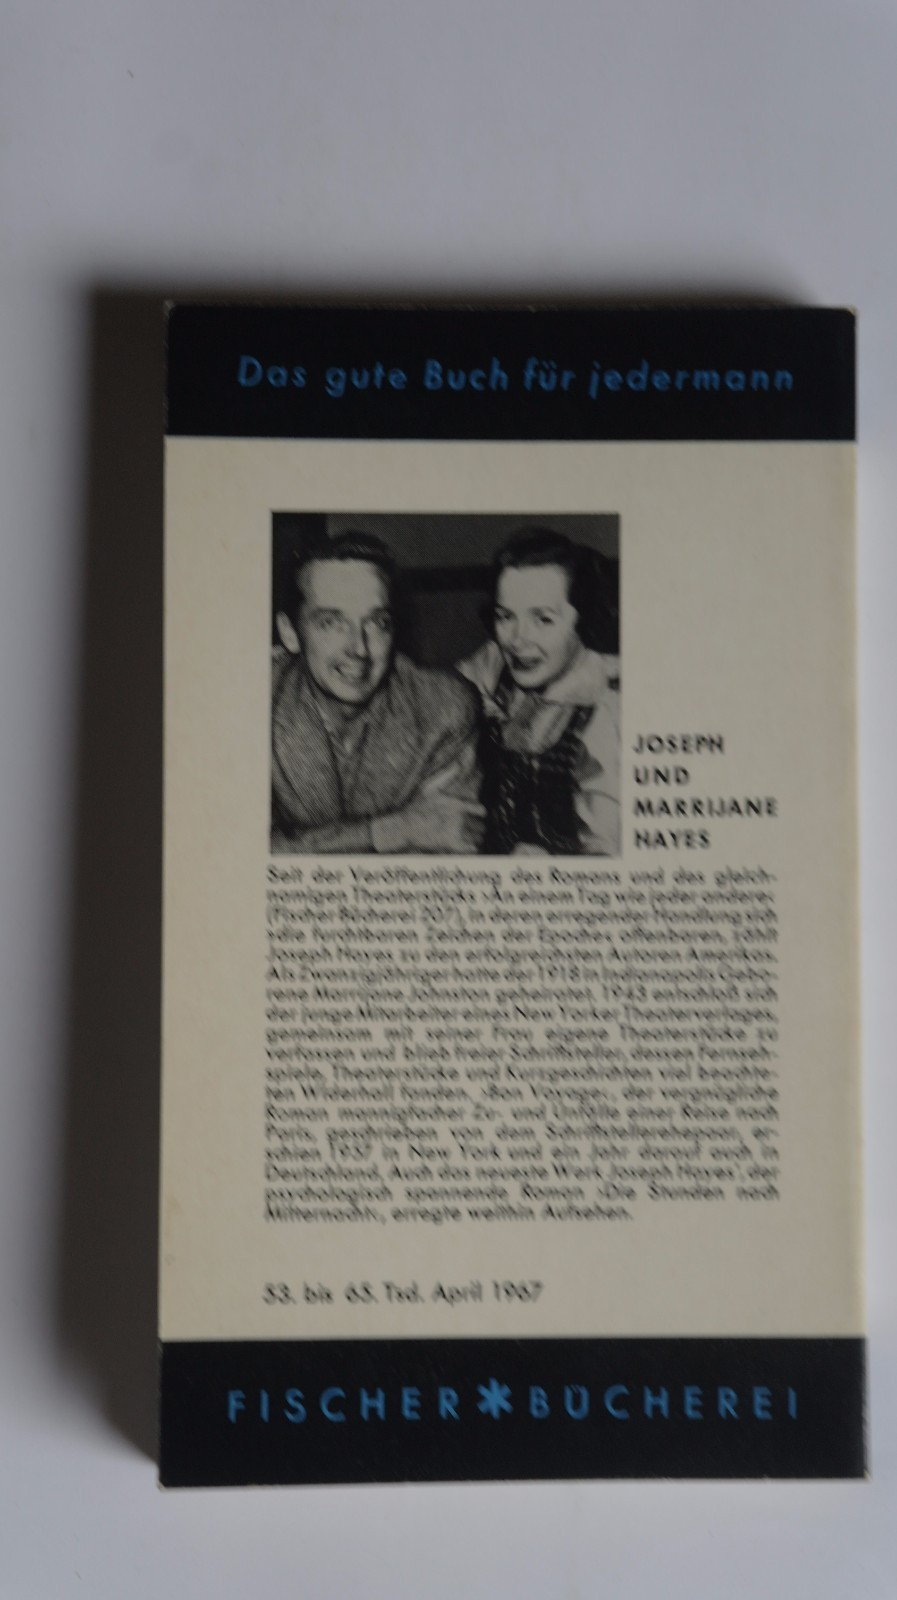 Das gute Buch für jedermann
JOSEPH
UND
MARRIJANE
HAYES
Seit der Veröffentlichung des Romans und des gleich-
namigen Theaterstücks ›An einem Tag wie jeder andere‹
(Fischer Bücherei 207), in deren erregender Handlung sich
›die furchtbaren Zeichen der Epoche‹ offenbaren, zählt
Joseph Hayes zu den erfolgreichsten Autoren Amerikas.
Als Zwanzigjähriger hatte der 1918 in Indianapolis Gebo-
rene Marrijane Johnston geheiratet. 1943 entschloß sich
der junge Mitarbeiter eines New Yorker Theaterverlages,
gemeinsam mit seiner Frau eigene Theaterstücke zu
verfassen und blieb freier Schriftsteller, dessen Fernseh-
spiele, Theaterstücke und Kurzgeschichten viel beachte-
ten Widerhall fanden. ›Bon Voyage‹, der vergnügliche
Roman mannigfacher Zu- und Unfälle einer Reise nach
Paris, geschrieben von dem Schriftstellerehepaar, er-
schien 1957 in New York und ein Jahr darauf auch in
Deutschland. Auch das neueste Werk Joseph Hayes', der
psychologisch spannende Roman ›Die Stunden nach
Mitternacht‹, erregte weithin Aufsehen.
53. bis 65. Tsd. April 1967
FISCHER * BÜCHEREI